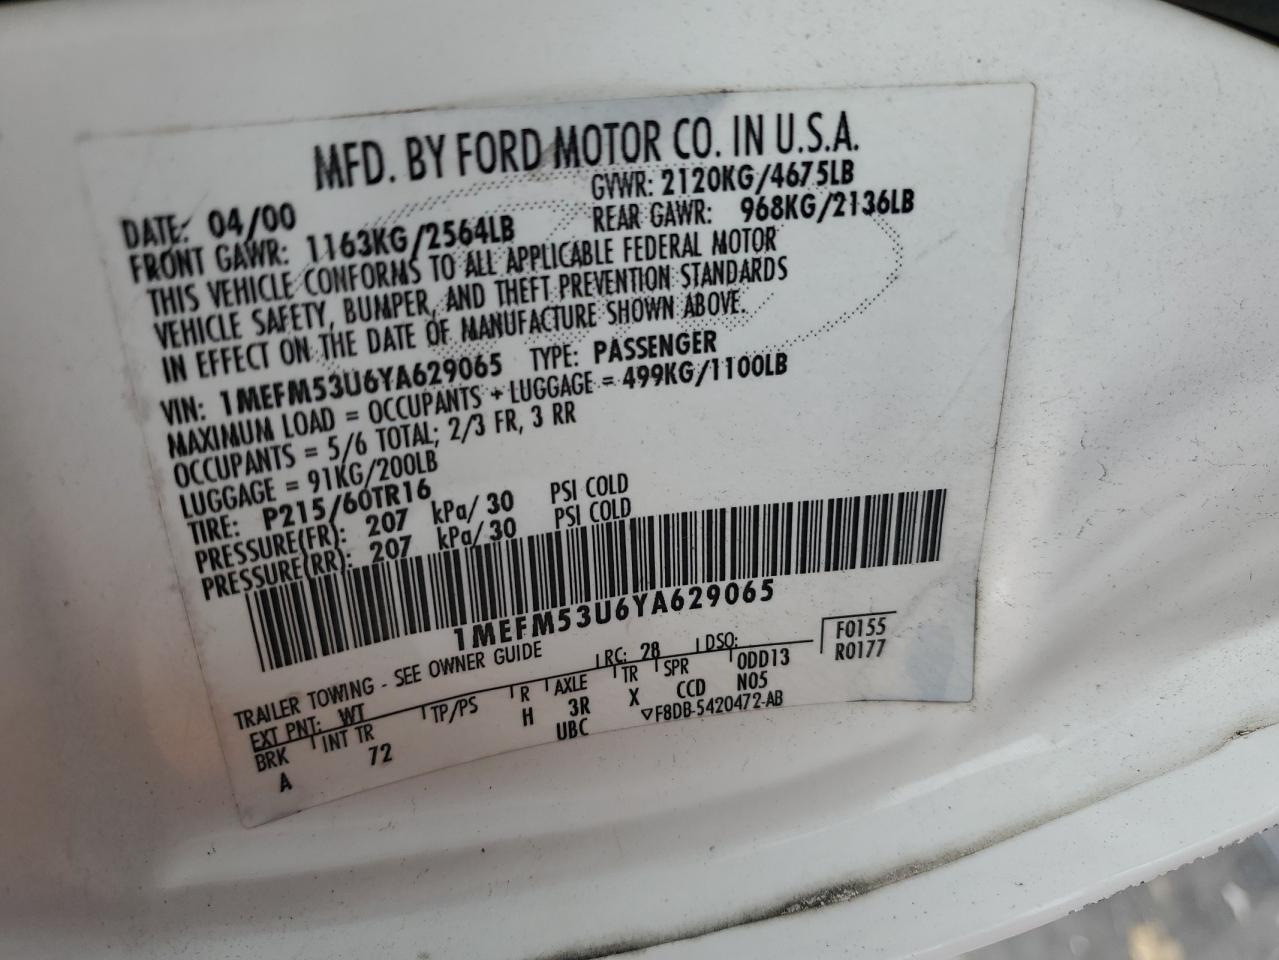 MFD. BY FORD MOTOR CO. IN U.S.A.
DATE: 04/00 GVWR: 2120KG/4675LB
FRONT GAWR: 1163KG/2564LB REAR GAWR: 968KG/2136LB
THIS VEHICLE CONFORMS TO ALL APPLICABLE FEDERAL MOTOR
VEHICLE SAFETY, BUMPER, AND THEFT PREVENTION STANDARDS
IN EFFECT ON THE DATE OF MANUFACTURE SHOWN ABOVE.
VIN: 1MEFM53U6YA629065 TYPE: PASSENGER
MAXIMUM LOAD = OCCUPANTS + LUGGAGE = 499KG/1100LB
OCCUPANTS = 5/6 TOTAL; 2/3 FR, 3 RR
LUGGAGE = 91KG/200LB
TIRE: P215/60TR16
PRESSURE(FR): 207 kPa/ 30 PSI COLD
PRESSURE(RR): 207 kPa/ 30 PSI COLD
1MEFM53U6YA629065
TRAILER TOWING - SEE OWNER GUIDE
EXT PNT: WT RC: 28 DSO: F0155
BRK INT TR TP/PS R AXLE TR SPR 0DD13 R0177
A 72 H 3R X CCD N05
UBC ▽F8DB-5420472-AB